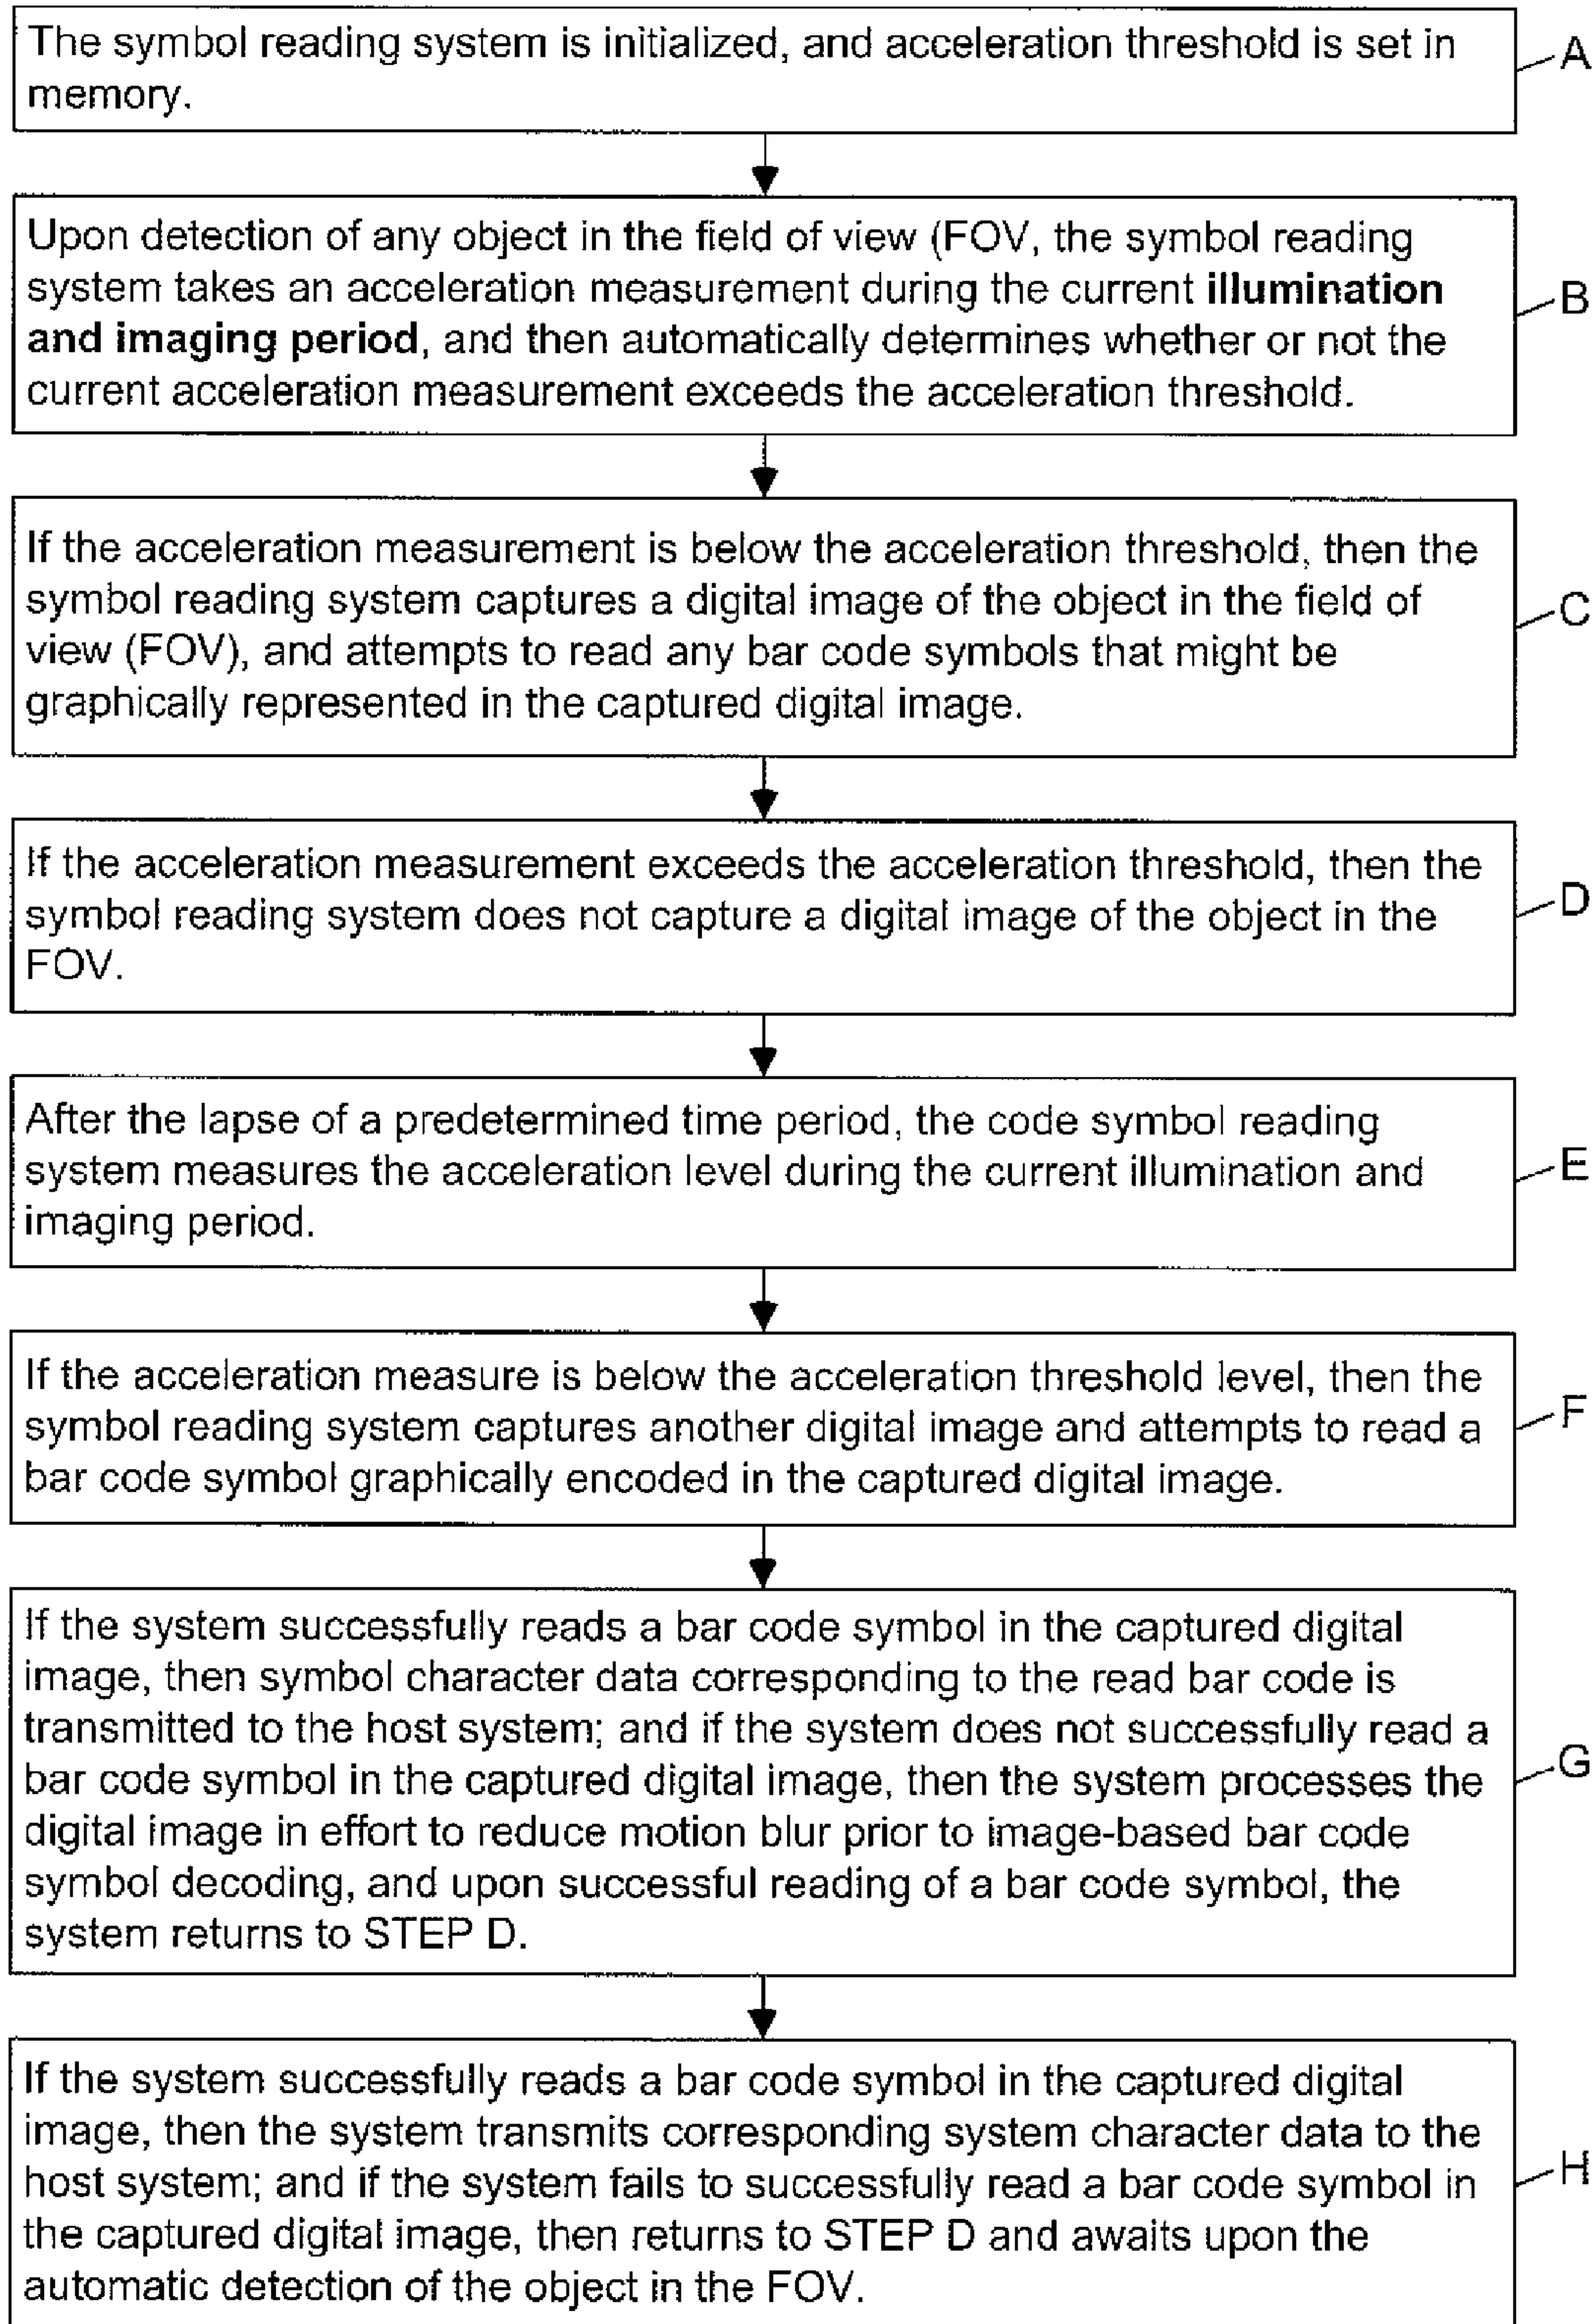 The symbol reading system is initialized, and acceleration threshold is set in
memory.
A
Upon detection of any object in the field of view (FOV, the symbol reading
system takes an acceleration measurement during the current illumination
and imaging period, and then automatically determines whether or not the
current acceleration measurement exceeds the acceleration threshold.
B
If the acceleration measurement is below the acceleration threshold, then the
symbol reading system captures a digital image of the object in the field of
view (FOV), and attempts to read any bar code symbols that might be
graphically represented in the captured digital image.
C
If the acceleration measurement exceeds the acceleration threshold, then the
symbol reading system does not capture a digital image of the object in the
FOV.
D
After the lapse of a predetermined time period, the code symbol reading
system measures the acceleration level during the current illumination and
imaging period.
E
If the acceleration measure is below the acceleration threshold level, then the
symbol reading system captures another digital image and attempts to read a
bar code symbol graphically encoded in the captured digital image.
F
If the system successfully reads a bar code symbol in the captured digital
image, then symbol character data corresponding to the read bar code is
transmitted to the host system; and if the system does not successfully read a
bar code symbol in the captured digital image, then the system processes the
digital image in effort to reduce motion blur prior to image-based bar code
symbol decoding, and upon successful reading of a bar code symbol, the
system returns to STEP D.
G
If the system successfully reads a bar code symbol in the captured digital
image, then the system transmits corresponding system character data to the
host system; and if the system fails to successfully read a bar code symbol in
the captured digital image, then returns to STEP D and awaits upon the
automatic detection of the object in the FOV.
H